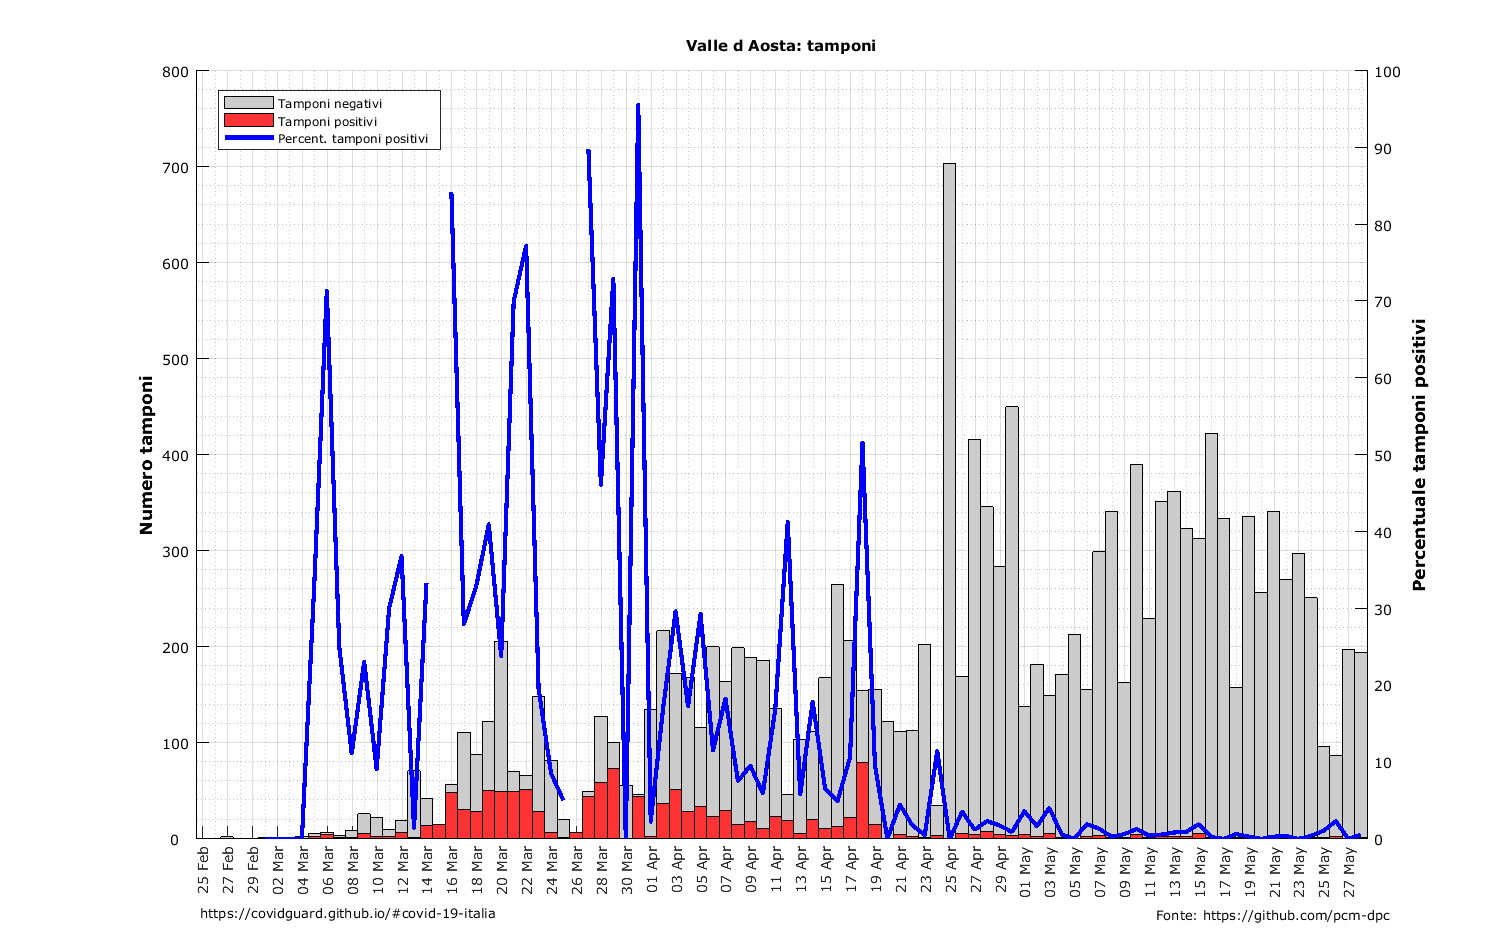 Valle d Aosta: tamponi
Tamponi negativi
Tamponi positivi
Percent. tamponi positivi
Numero tamponi
800
700
600
500
400
300
200
100
0
100
90
80
70
60
50
40
30
20
10
0
Percentuale tamponi positivi
25 Feb
27 Feb
29 Feb
02 Mar
04 Mar
06 Mar
08 Mar
10 Mar
12 Mar
14 Mar
16 Mar
18 Mar
20 Mar
22 Mar
24 Mar
26 Mar
28 Mar
30 Mar
01 Apr
03 Apr
05 Apr
07 Apr
09 Apr
11 Apr
13 Apr
15 Apr
17 Apr
19 Apr
21 Apr
23 Apr
25 Apr
27 Apr
29 Apr
01 May
03 May
05 May
07 May
09 May
11 May
13 May
15 May
17 May
19 May
21 May
23 May
25 May
27 May
https://covidguard.github.io/#covid-19-italia
Fonte: https://github.com/pcm-dpc